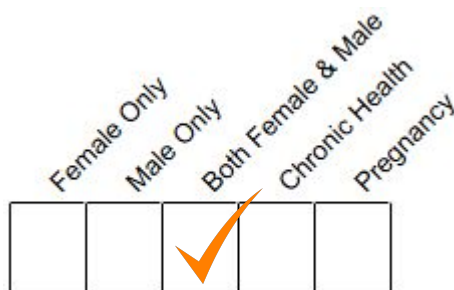 Female Only
Male Only
Both Female & Male
Chronic Health
Pregnancy